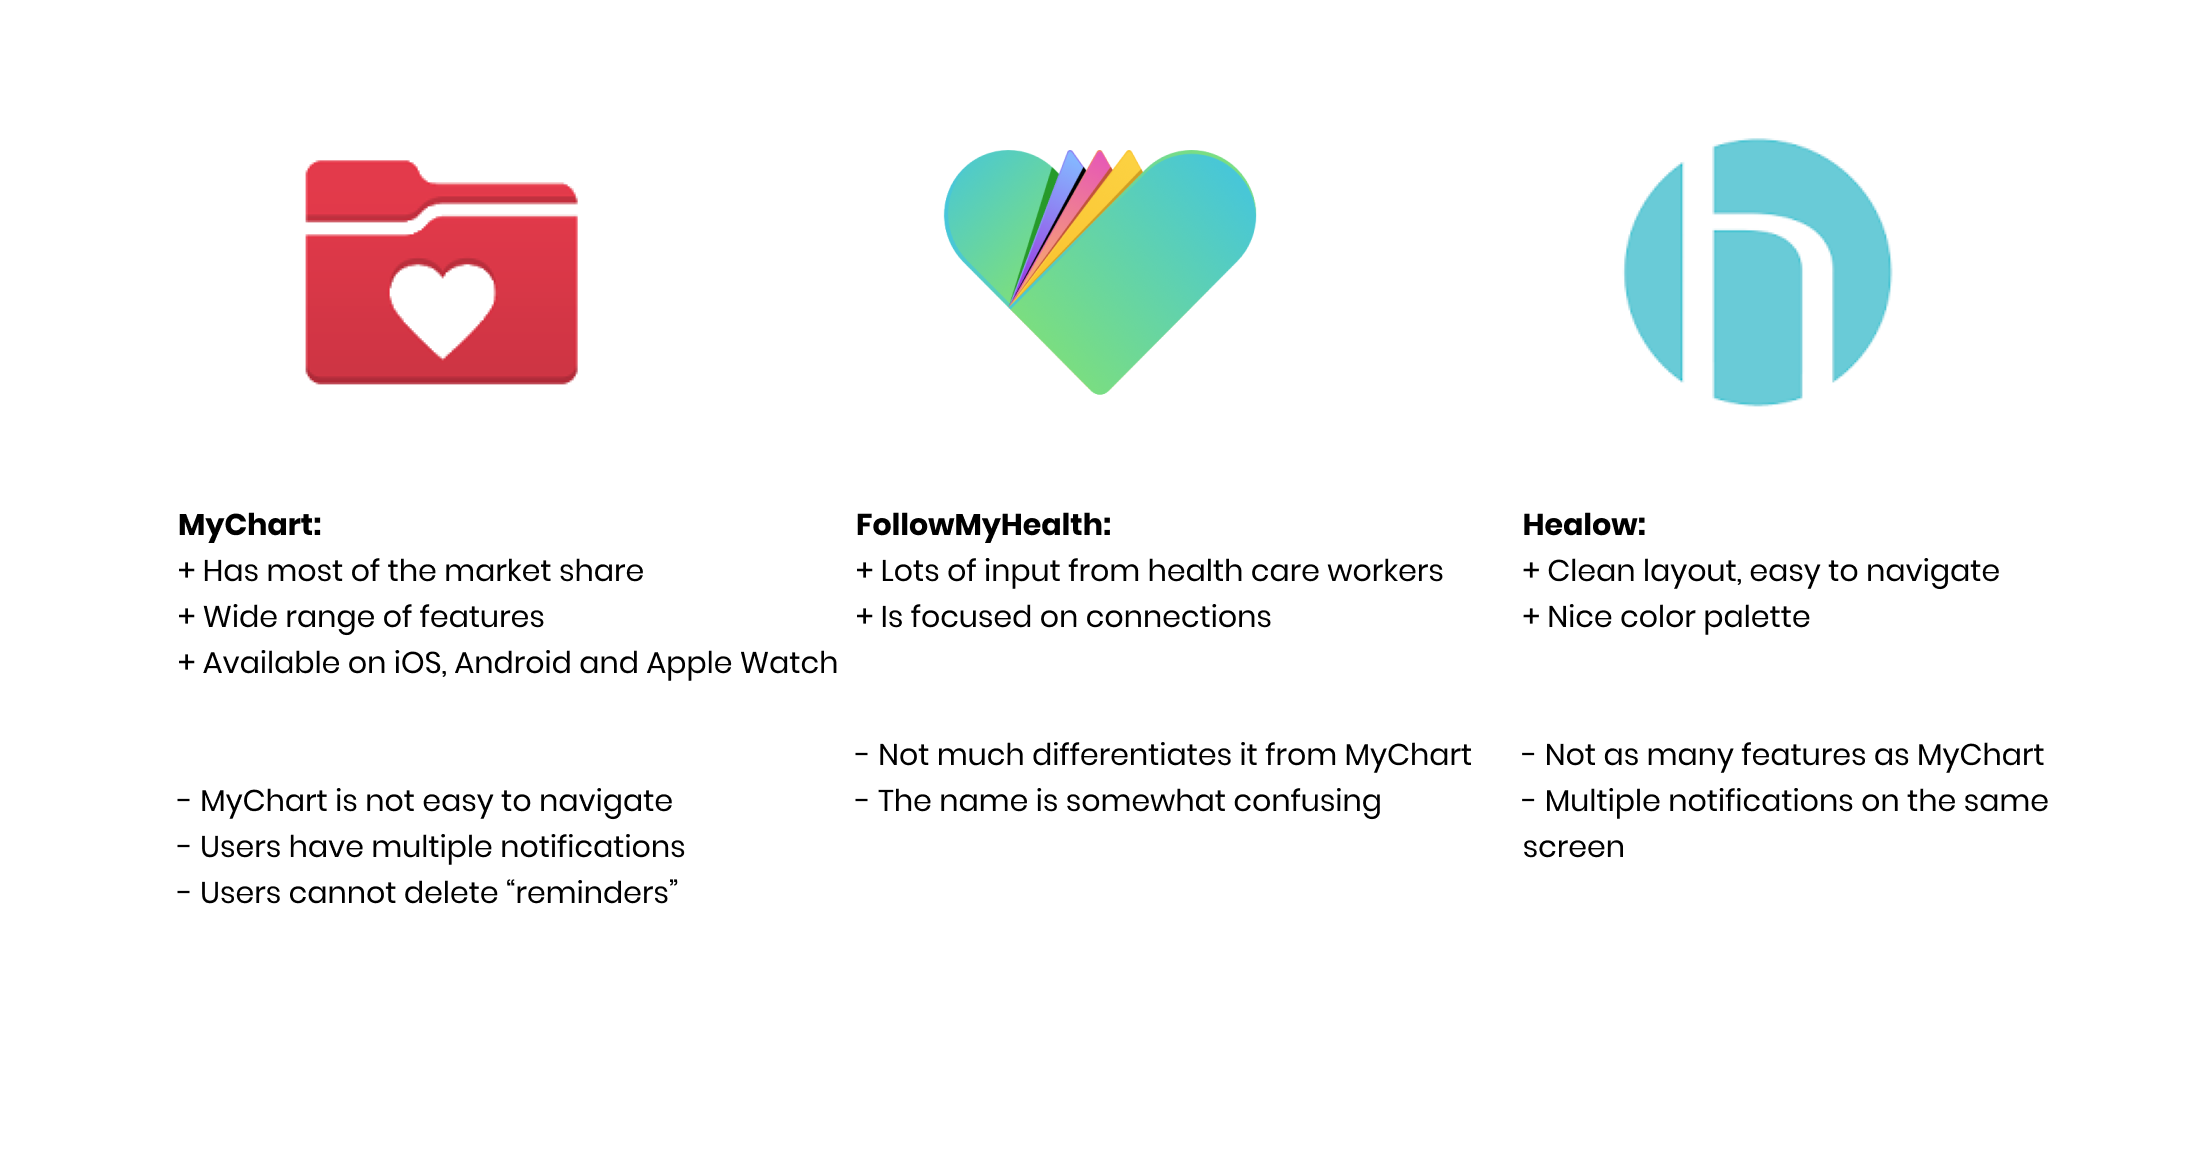 MyChart:
+ Has most of the market share
+ Wide range of features
+ Available on iOS, Android and Apple Watch
- MyChart is not easy to navigate
- Users have multiple notifications
- Users cannot delete “reminders”
FollowMyHealth:
+ Lots of input from health care workers
+ Is focused on connections
- Not much differentiates it from MyChart
- The name is somewhat confusing
Healow:
+ Clean layout, easy to navigate
+ Nice color palette
- Not as many features as MyChart
- Multiple notifications on the same
screen